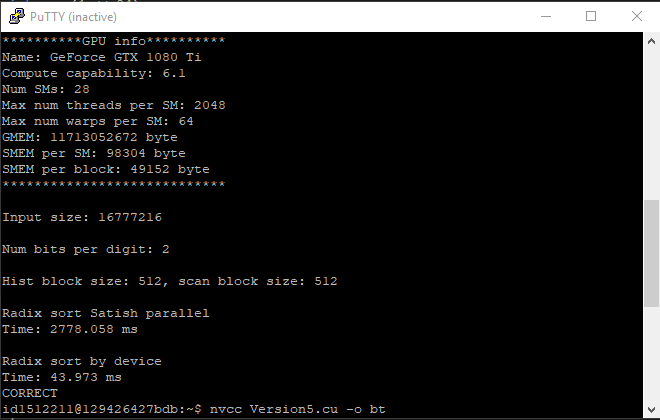 PuTTY (inactive)
**********GPU info**********
Name: GeForce GTX 1080 Ti
Compute capability: 6.1
Num SMs: 28
Max num threads per SM: 2048
Max num warps per SM: 64
GMEM: 11713052672 byte
SMEM per SM: 98304 byte
SMEM per block: 49152 byte
****************************
Input size: 16777216
Num bits per digit: 2
Hist block size: 512, scan block size: 512
Radix sort Satish parallel
Time: 2778.058 ms
Radix sort by device
Time: 43.973 ms
CORRECT
id1512211@129426427bdb:~$ nvcc Version5.cu -o bt